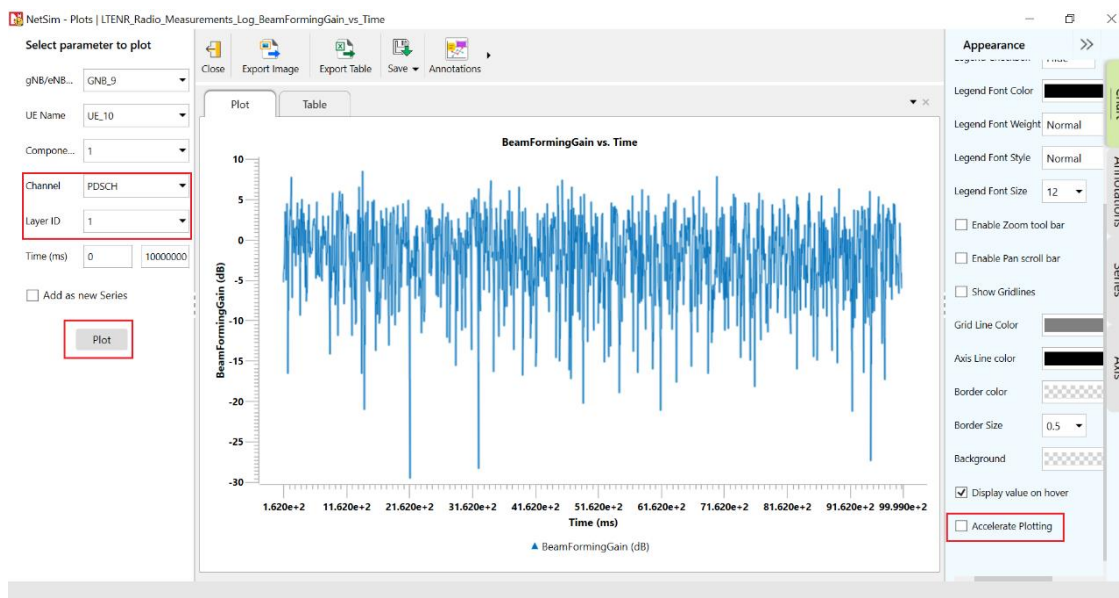 NetSim - Plots | LTENR_Radio_Measurements_Log_BeamFormingGain_vs_Time
Select parameter to plot
gNB/eNB... GNB_9
UE Name UE_10
Compone... 1
Channel PDSCH
Layer ID 1
Time (ms) 0 10000000
Add as new Series
Plot
Close Export Image Export Table Save Annotations
Plot Table
BeamFormingGain vs. Time
BeamFormingGain (dB)
10
5
0
-5
-10
-15
-20
-25
-30
1.620e+2 11.620e+2 21.620e+2 31.620e+2 41.620e+2 51.620e+2 61.620e+2 71.620e+2 81.620e+2 91.620e+2 99.990e+2
Time (ms)
BeamFormingGain (dB)
Appearance
Legend Font Color
Legend Font Weight Normal
Legend Font Style Normal
Legend Font Size 12
Enable Zoom tool bar
Enable Pan scroll bar
Show Gridlines
Grid Line Color
Axis Line color
Border color
Border Size 0.5
Background
Display value on hover
Accelerate Plotting
Chart
Annotations
Series
Axis